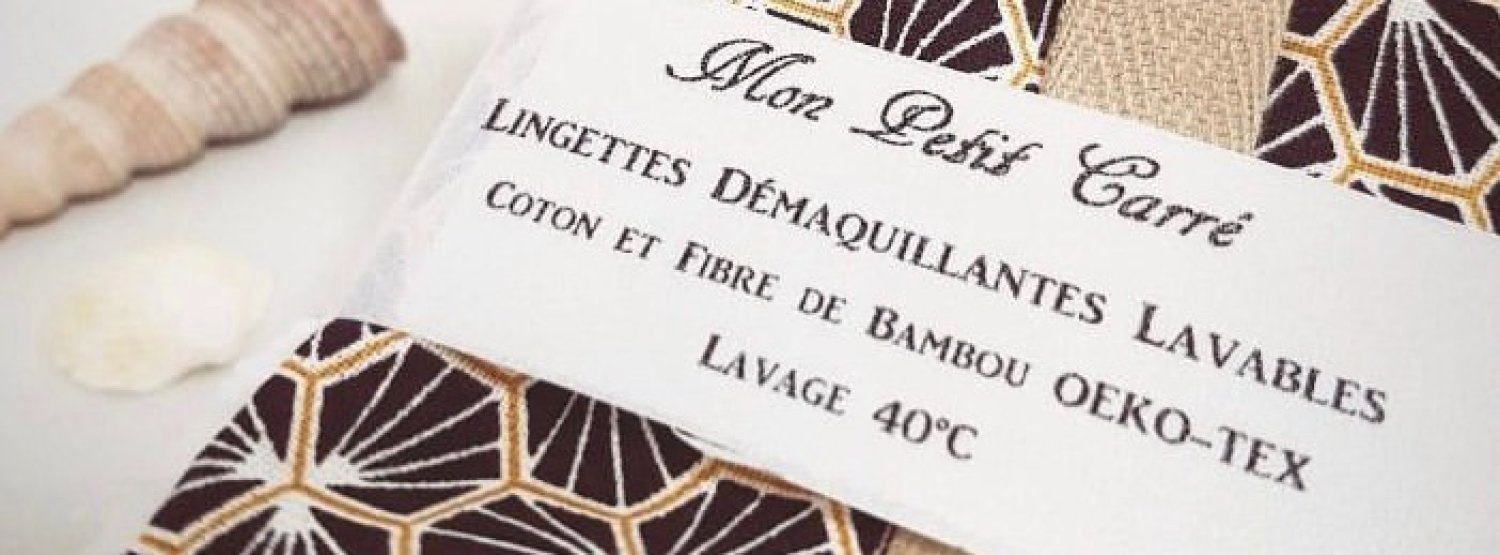 Mon Petit Carré
Lingettes Démaquillantes Lavables
Coton et Fibre de Bambou OEKO-TEX
Lavage 40°C